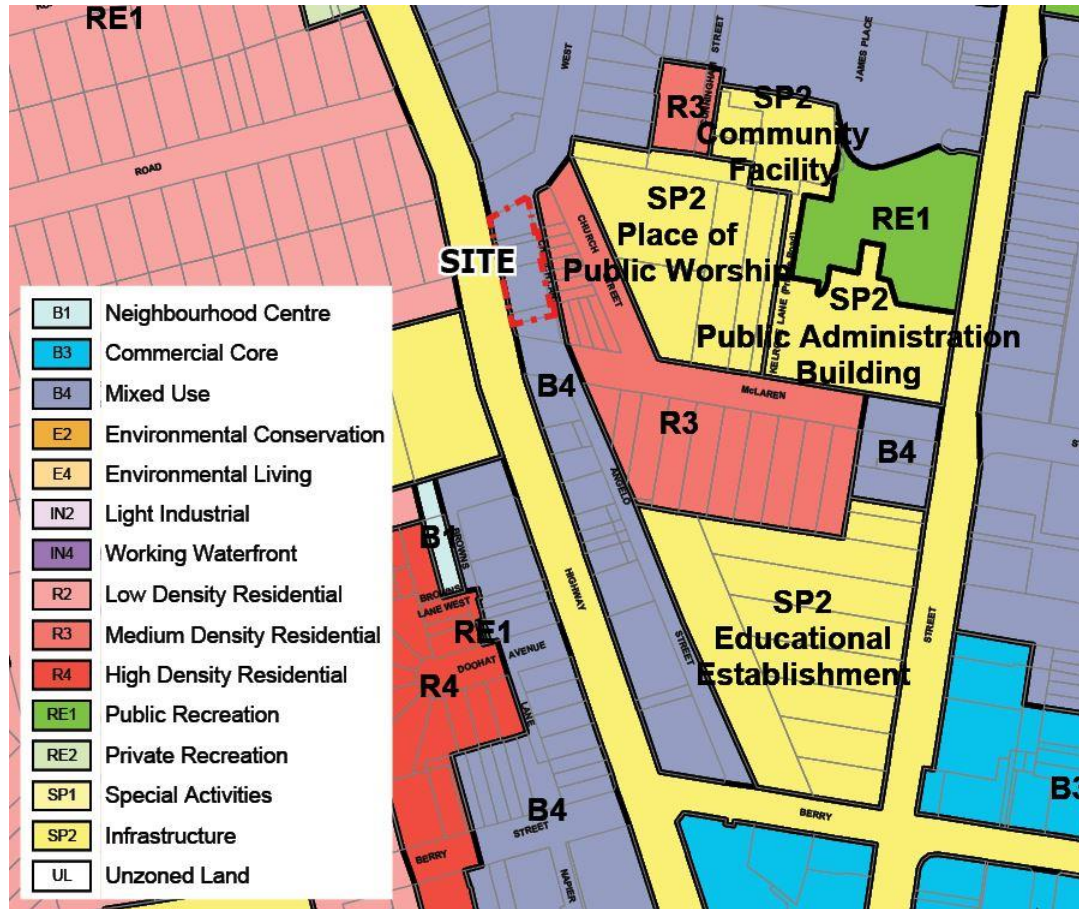 RE1
WEST
STREET
JAMES PLACE
R3
SP2
Community
Facility
ROAD
SP2
Place of
Public Worship
RE1
CHURCH
STREET
SITE
SP2
Public Administration
Building
KELROSE LANE (Private Road)
B4
McLAREN
R3
B4
ANGELO
B1
BROWNS
HIGHWAY
BROWNS
LANE WEST
RE1
DOOHAT
AVENUE
SP2
Educational
Establishment
STREET
STREET
R4
LANE
B3
B4
BERRY
STREET
BERRY
NAPIER
B1 Neighbourhood Centre
B3 Commercial Core
B4 Mixed Use
E2 Environmental Conservation
E4 Environmental Living
IN2 Light Industrial
IN4 Working Waterfront
R2 Low Density Residential
R3 Medium Density Residential
R4 High Density Residential
RE1 Public Recreation
RE2 Private Recreation
SP1 Special Activities
SP2 Infrastructure
UL Unzoned Land